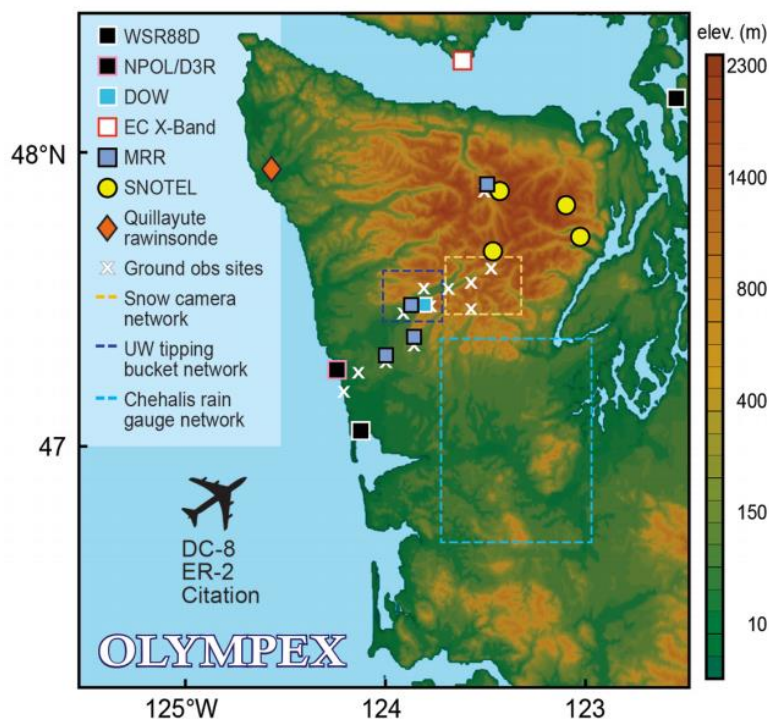 WSR88D
NPOL/D3R
DOW
EC X-Band
MRR
SNOTEL
Quillayute
rawinsonde
Ground obs sites
Snow camera
network
UW tipping
bucket network
Chehalis rain
gauge network
DC-8
ER-2
Citation
OLYMPEX
48°N
47
125°W
124
123
elev. (m)
2300
1400
800
400
150
10